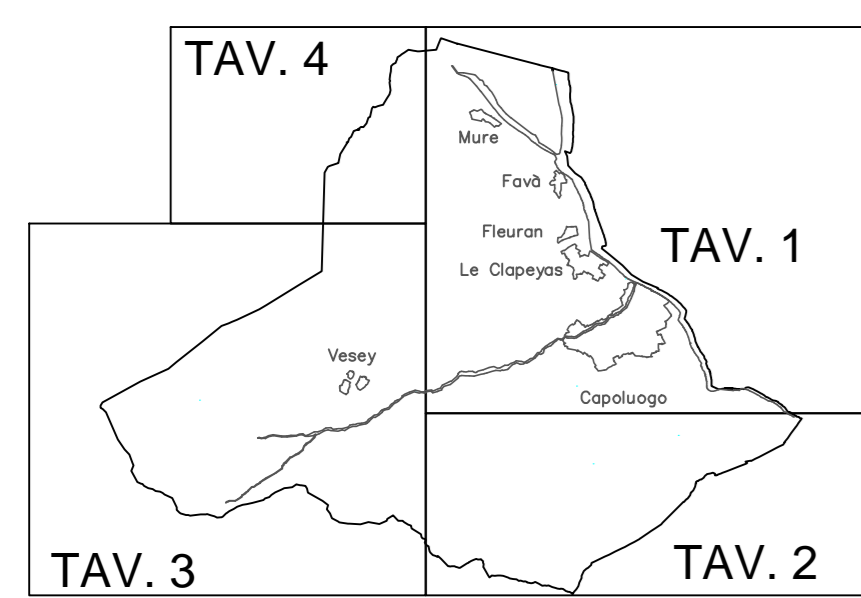 TAV. 4
Mure
Favà
Fleuran
TAV. 1
Le Clapeyas
Vesey
Capoluogo
TAV. 3
TAV. 2